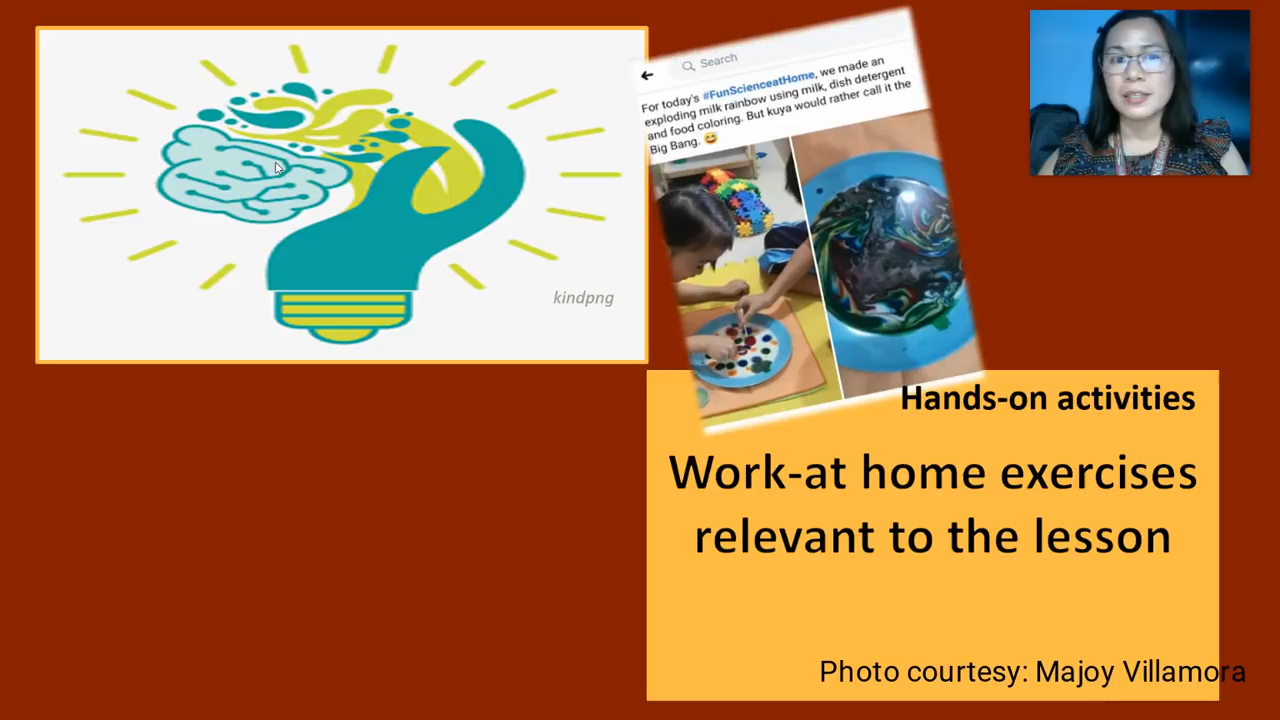 kindpng
Search
For today's #FunScienceatHome, we made an
exploding milk rainbow using milk, dish detergent
and food coloring. But kuya would rather call it the
Big Bang. 😅
Hands-on activities
Work-at home exercises
relevant to the lesson
Photo courtesy: Majoy Villamora